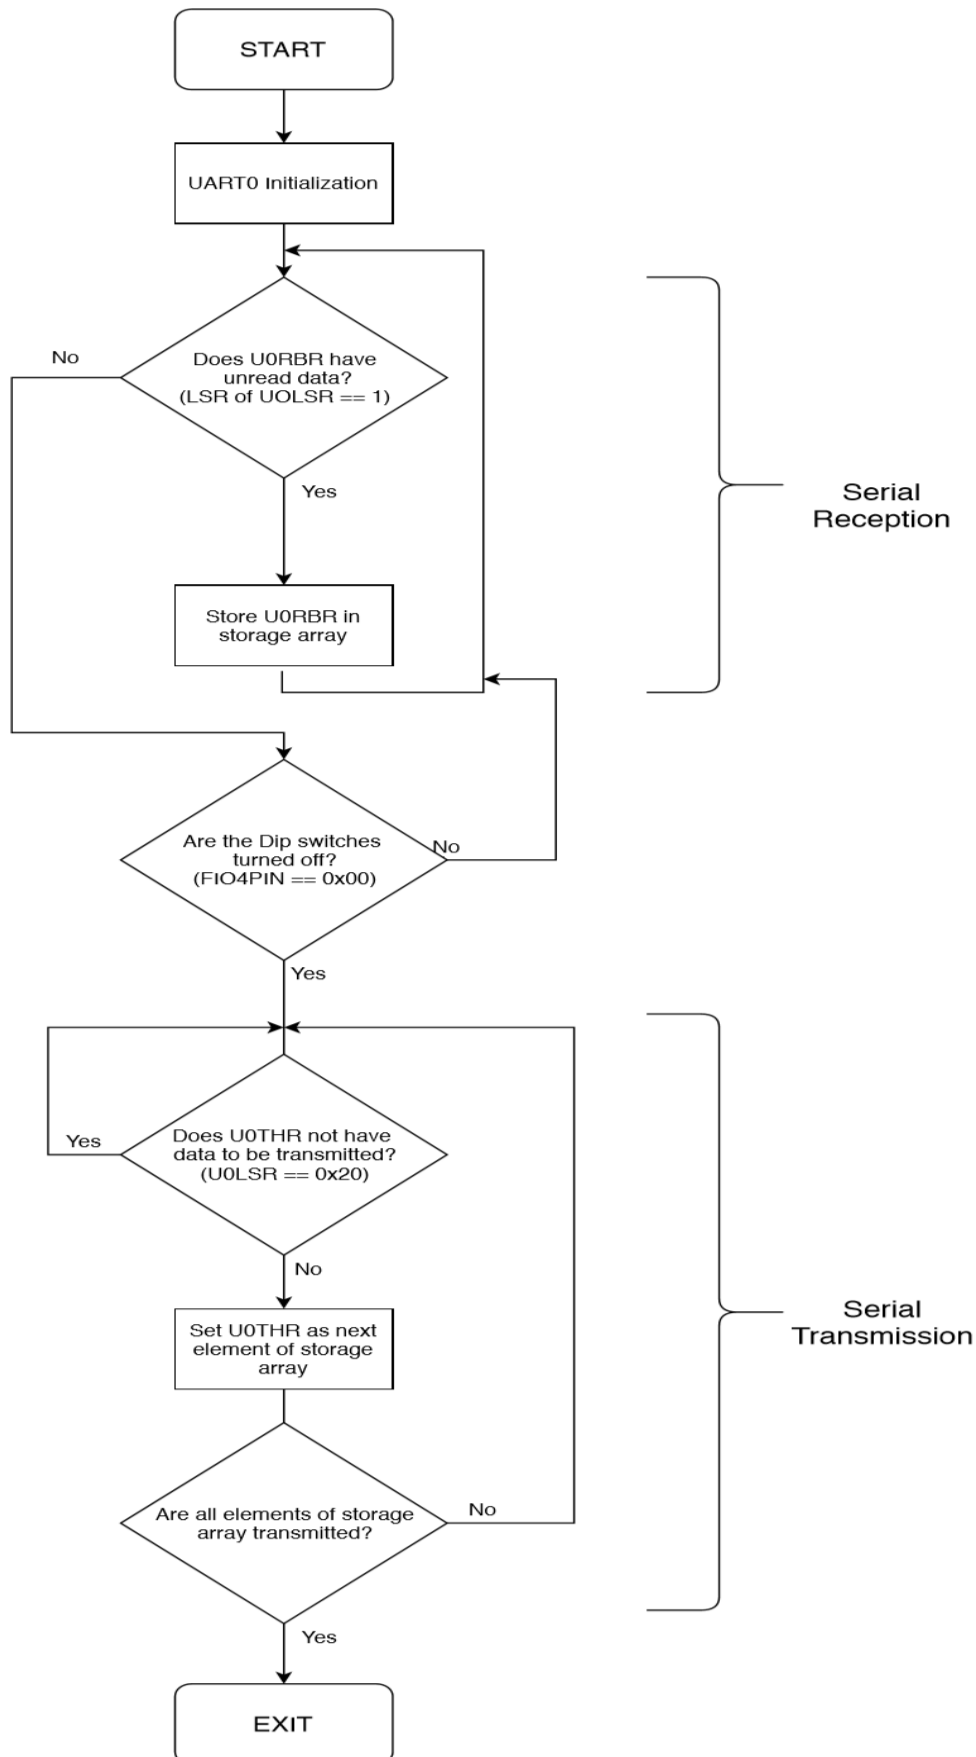 START
UART0 Initialization
Does U0RBR have
unread data?
(LSR of UOLSR == 1)
No
Yes
Store U0RBR in
storage array
Serial
Reception
Are the Dip switches
turned off?
(FIO4PIN == 0x00)
No
Yes
Does U0THR not have
data to be transmitted?
(U0LSR == 0x20)
Yes
No
Set U0THR as next
element of storage
array
Serial
Transmission
Are all elements of storage
array transmitted?
No
Yes
EXIT